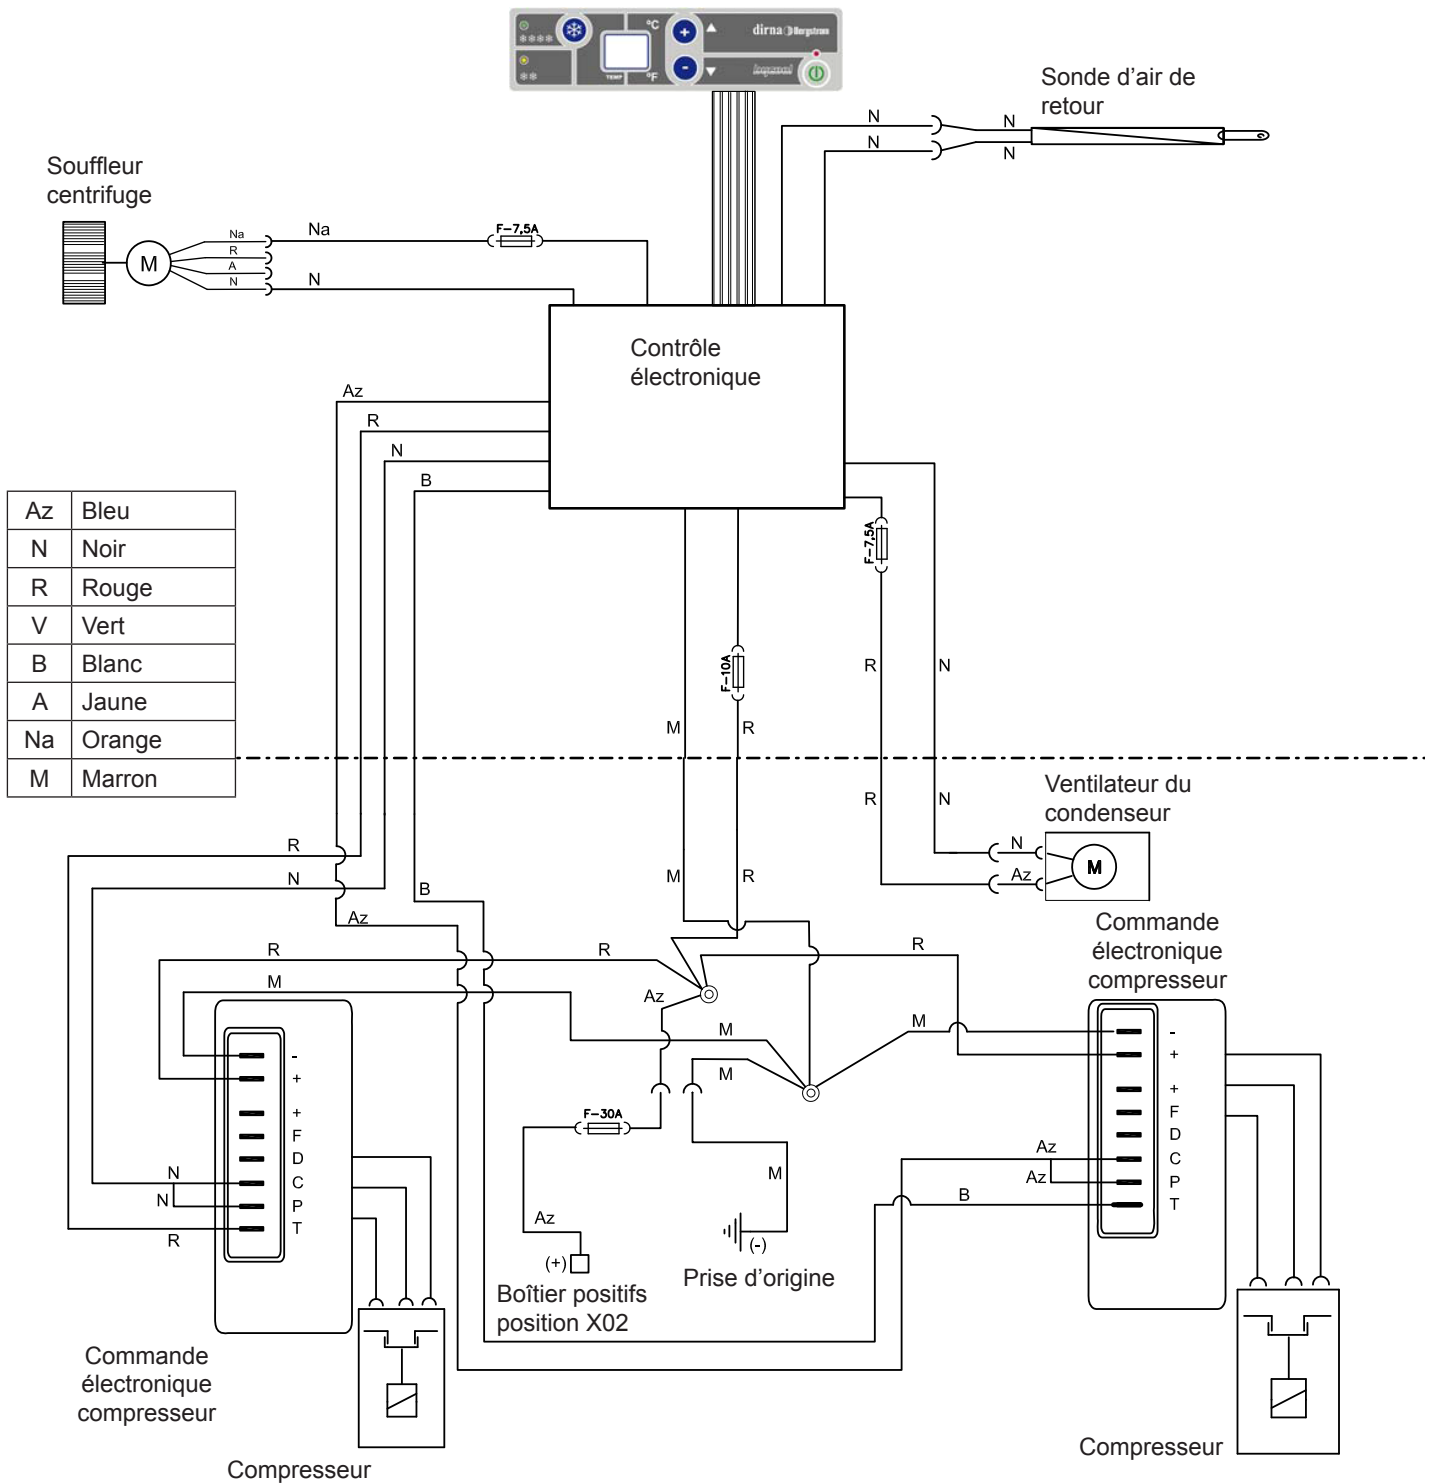 °C
dirna Bergstrom
TEMP
°F
Sonde d’air de
retour
N
N
N
N
Souffleur
centrifuge
M
Na
R
A
N
Na
N
F-7,5A
Contrôle
électronique
Az
R
N
B
Az Bleu
N Noir
R Rouge
V Vert
B Blanc
A Jaune
Na Orange
M Marron
F-7,5A
F-10A
R
N
M
R
Ventilateur du
condenseur
R
N
N
Az
M
R
N
M
R
B
Az
Commande
électronique
compresseur
R
R
R
M
Az
M
M
M
-
+
+
F
D
C
P
T
-
+
+
F
D
C
P
T
F-30A
N
N
R
Az
Az
B
M
Az
(+)
(-)
Boîtier positifs
position X02
Prise d’origine
Commande
électronique
compresseur
Compresseur
Compresseur